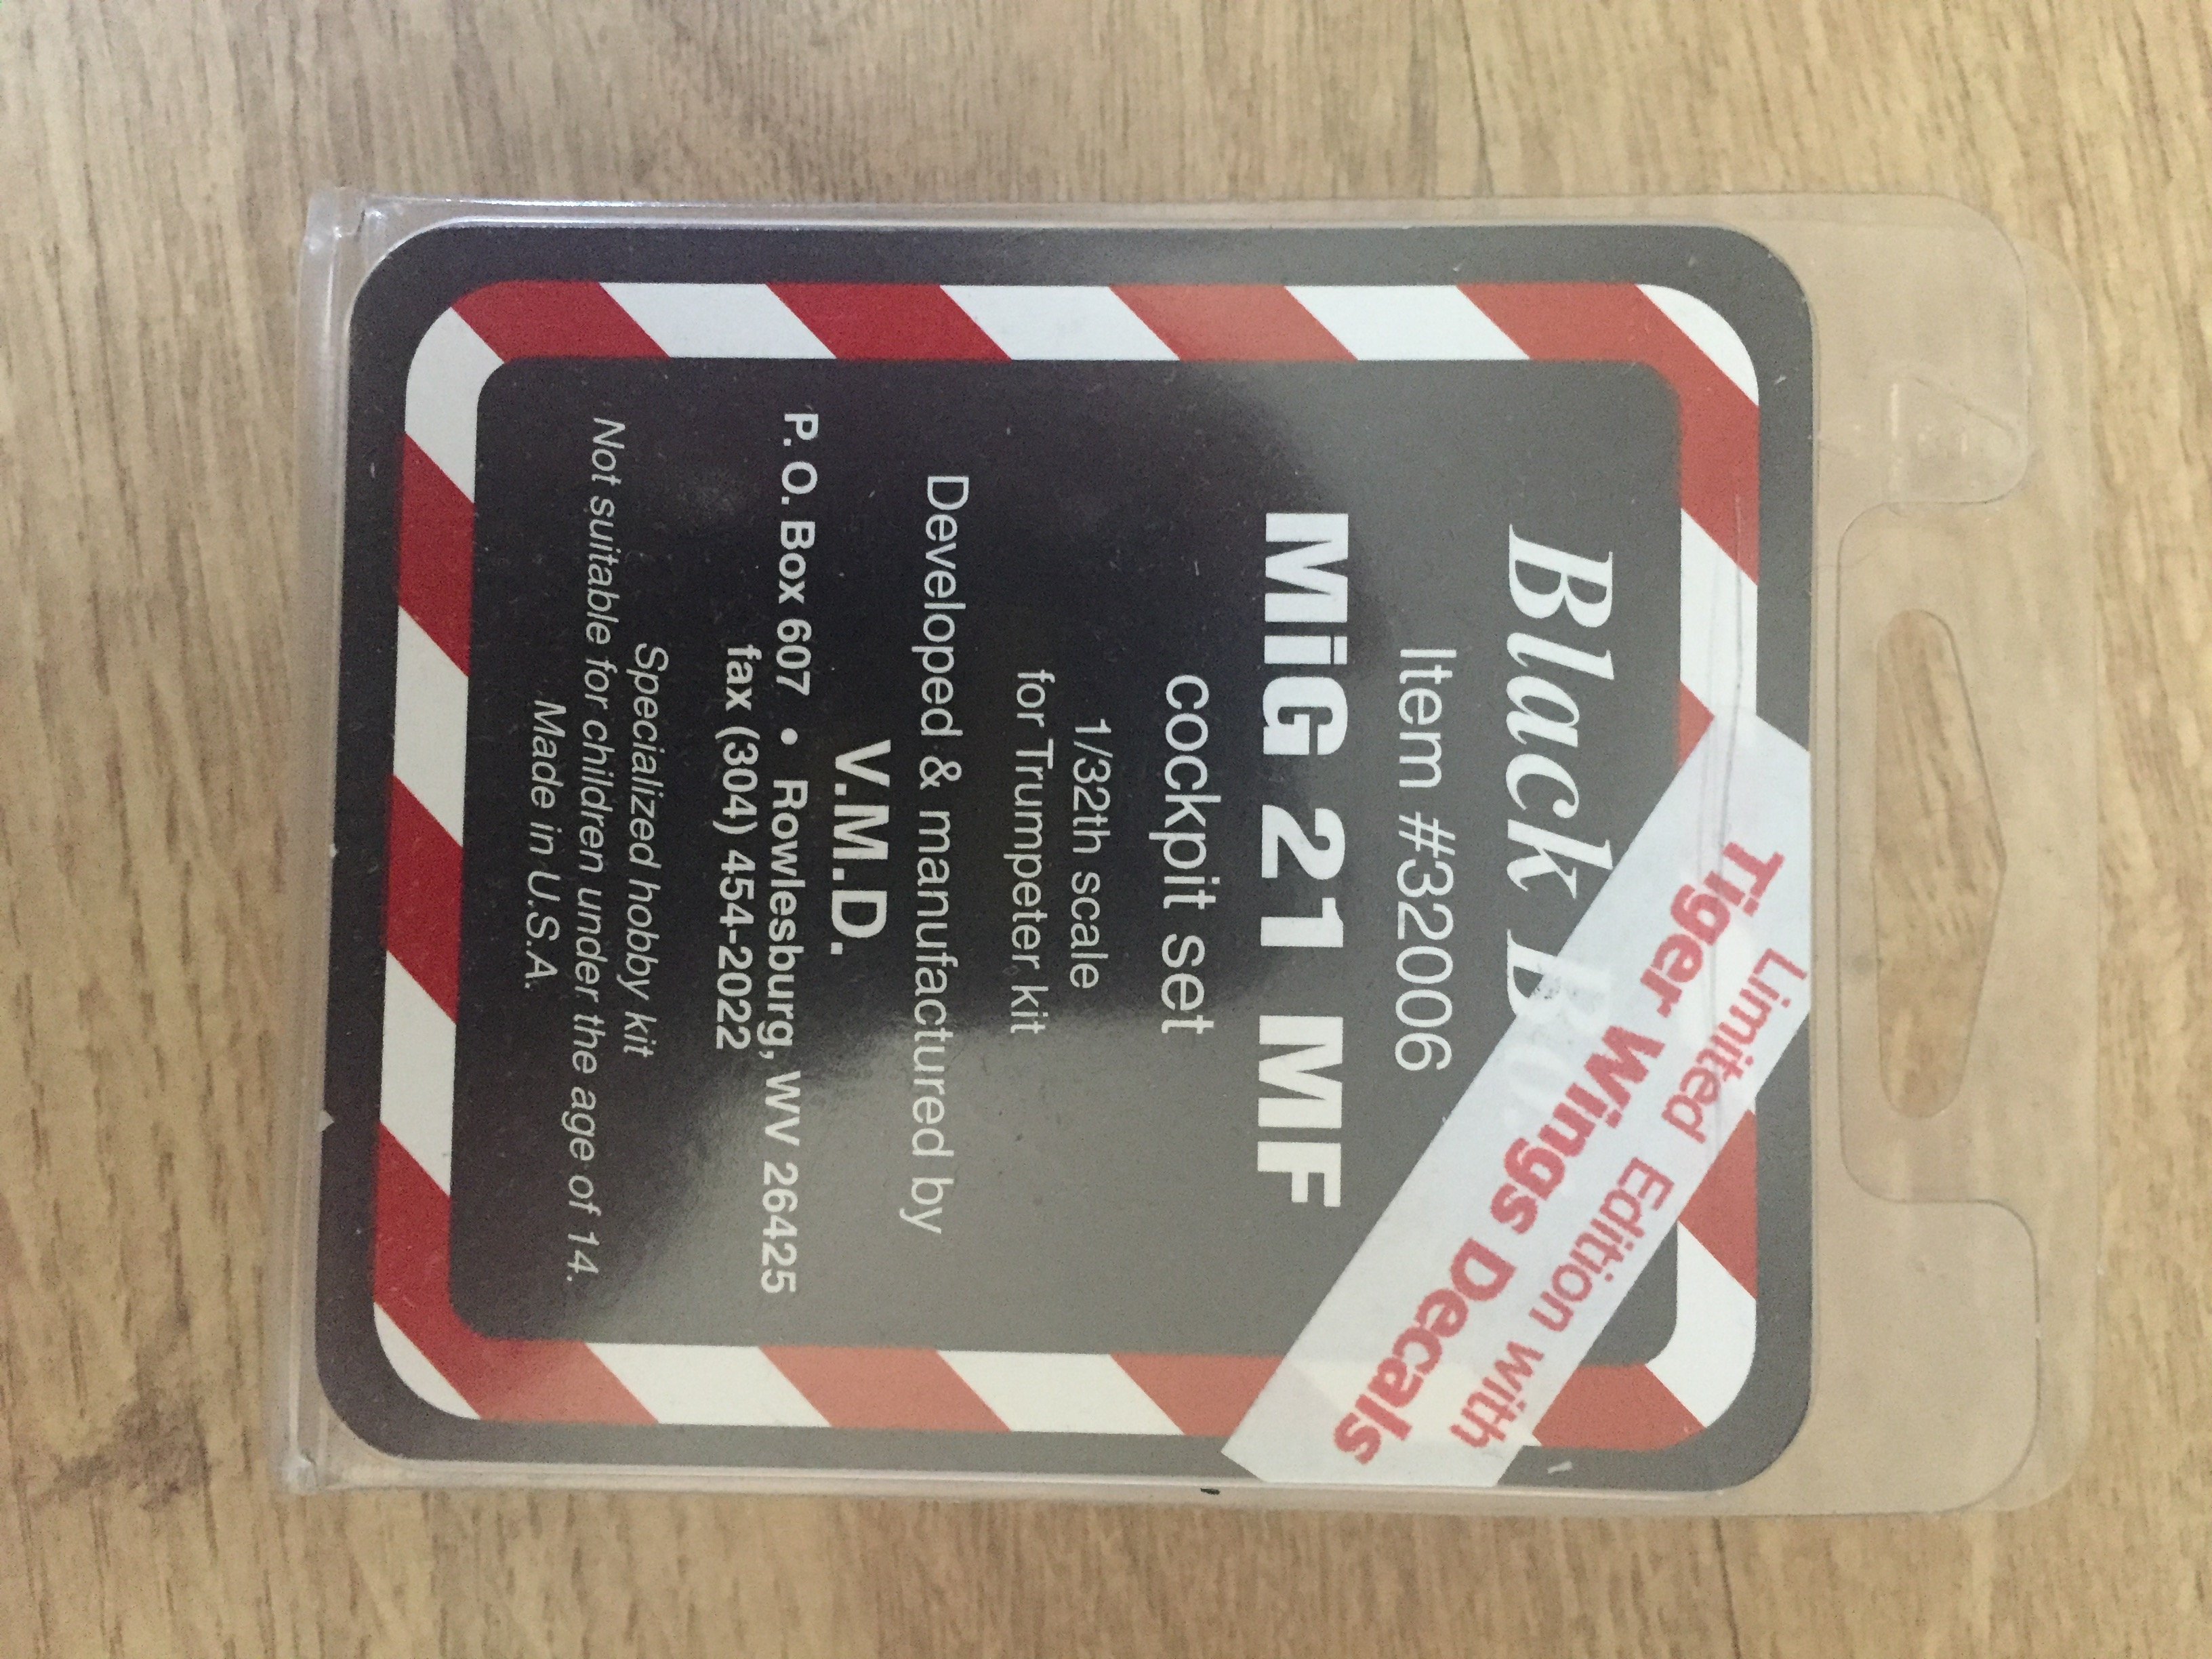 Black Box
Limited Edition with
Tiger Wings Decals
Item #32006
MiG 21 MF
cockpit set
1/32th scale
for Trumpeter kit
Developed & manufactured by
V.M.D.
P. O. Box 607 • Rowlesburg, WV 26425
fax (304) 454-2022
Specialized hobby kit
Not suitable for children under the age of 14.
Made in U.S.A.